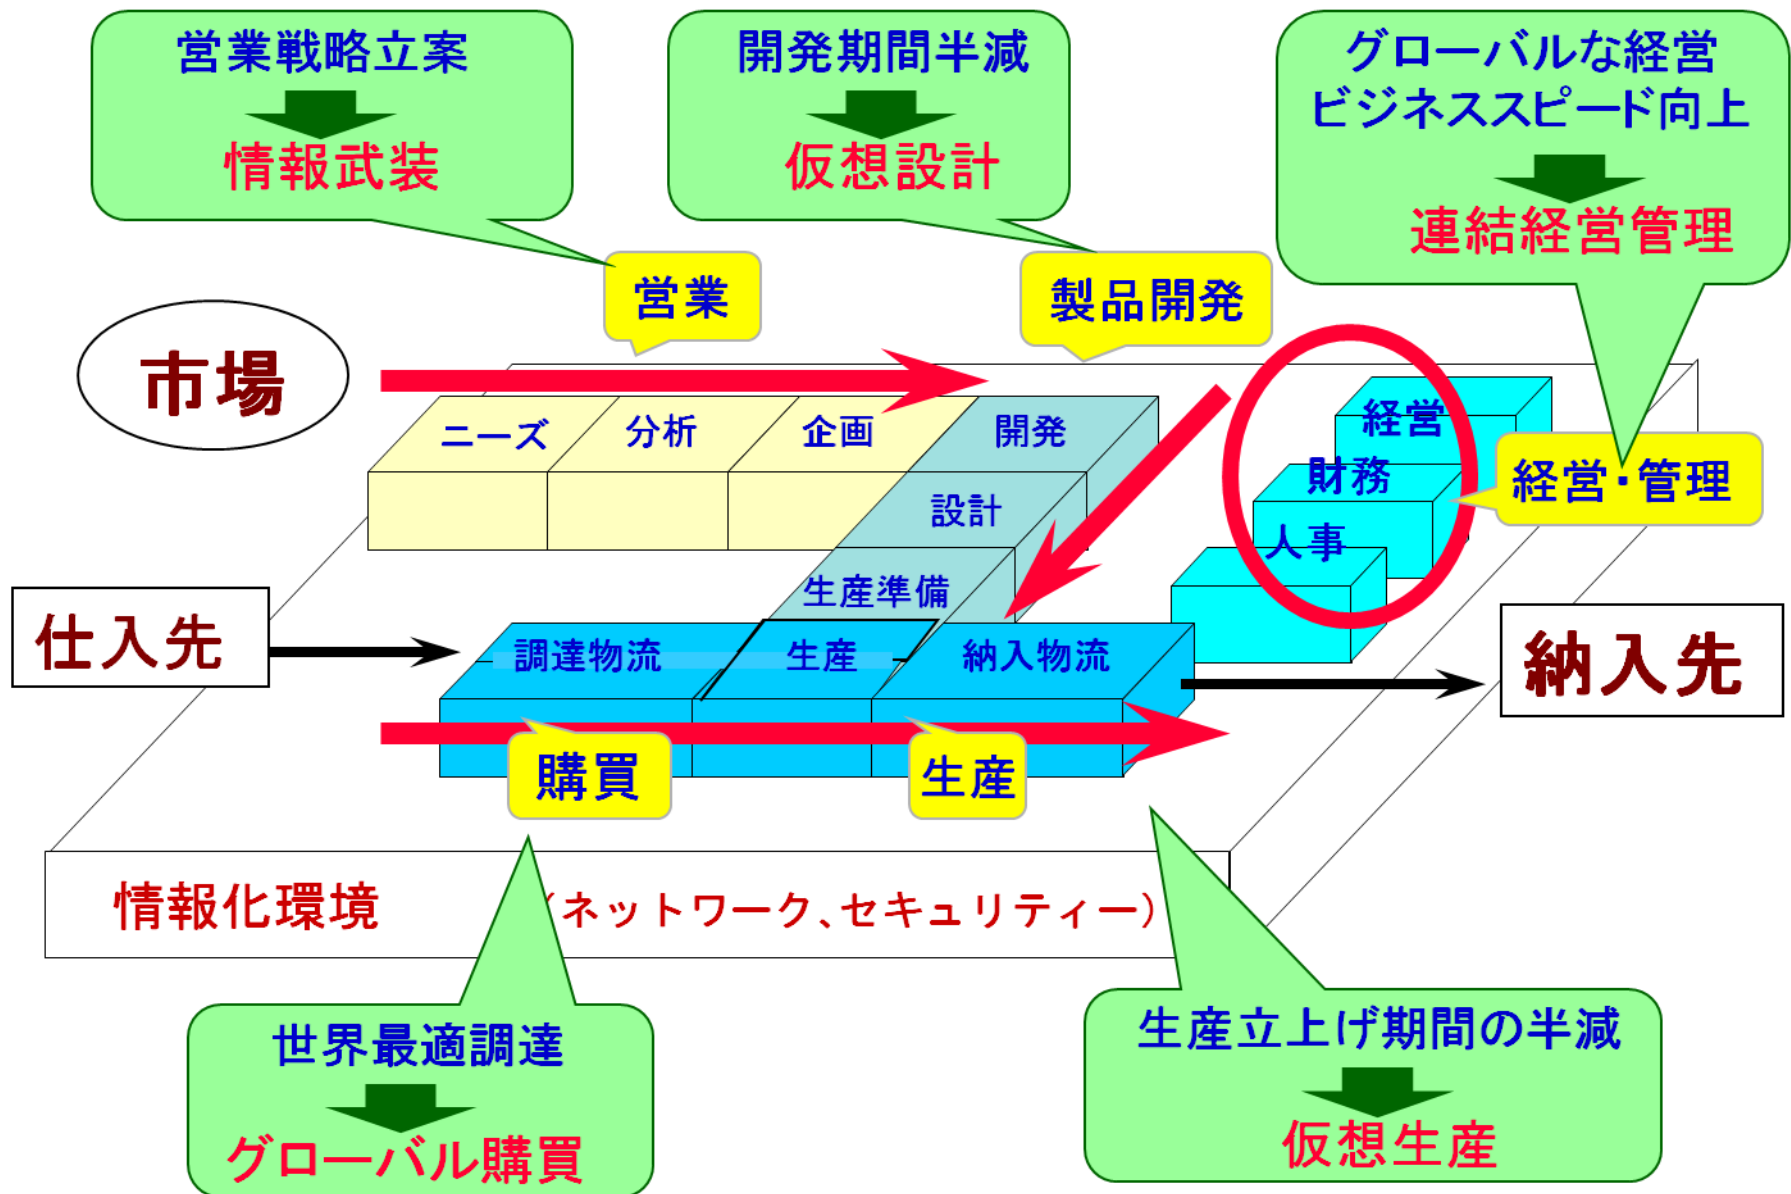 営業戦略立案
情報武装
開発期間半減
仮想設計
グローバルな経営
ビジネススピード向上
連結経営管理
営業
製品開発
市場
ニーズ
分析
企画
開発
経営
財務
経営・管理
設計
人事
生産準備
仕入先
調達物流
生産
納入物流
納入先
購買
生産
情報化環境
(ネットワーク、セキュリティー)
世界最適調達
グローバル購買
生産立上げ期間の半減
仮想生産